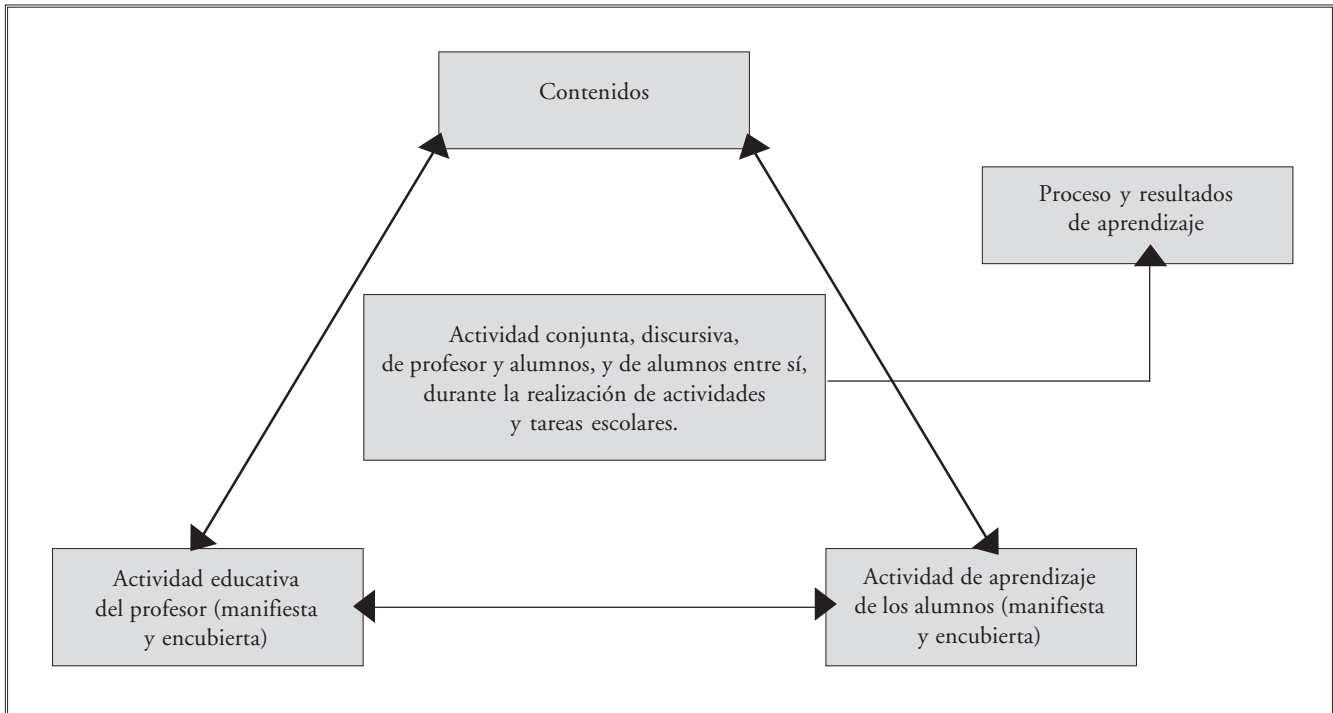 Contenidos
Proceso y resultados
de aprendizaje
Actividad conjunta, discursiva,
de profesor y alumnos, y de alumnos entre sí,
durante la realización de actividades
y tareas escolares.
Actividad educativa
del profesor (manifiesta
y encubierta)
Actividad de aprendizaje
de los alumnos (manifiesta
y encubierta)